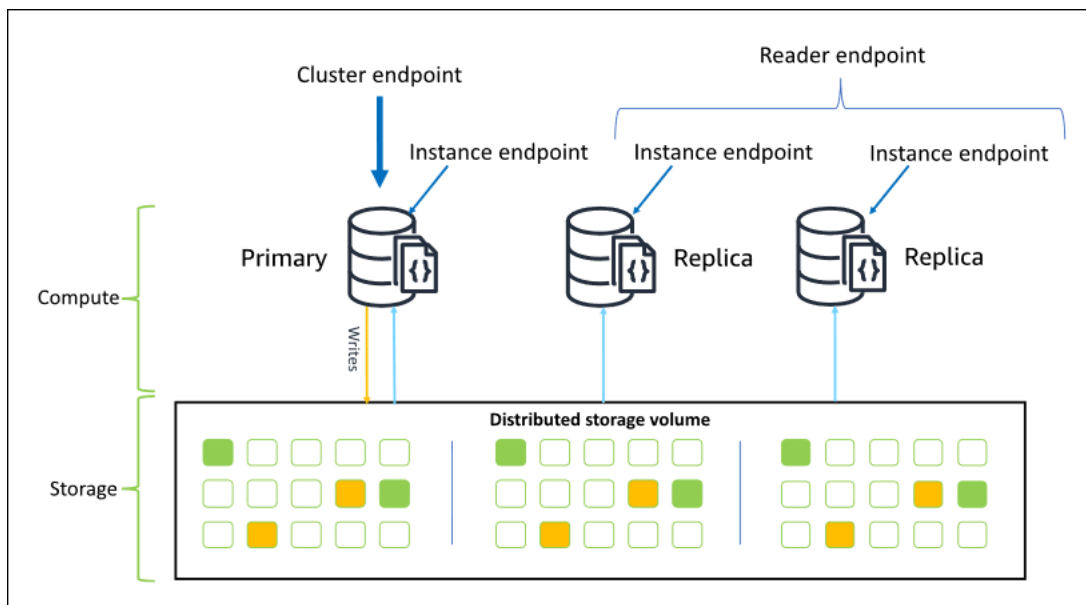 Reader endpoint
Cluster endpoint
Instance endpoint
Instance endpoint
Instance endpoint
Primary
Replica
Replica
Compute
Writes
Distributed storage volume
Storage